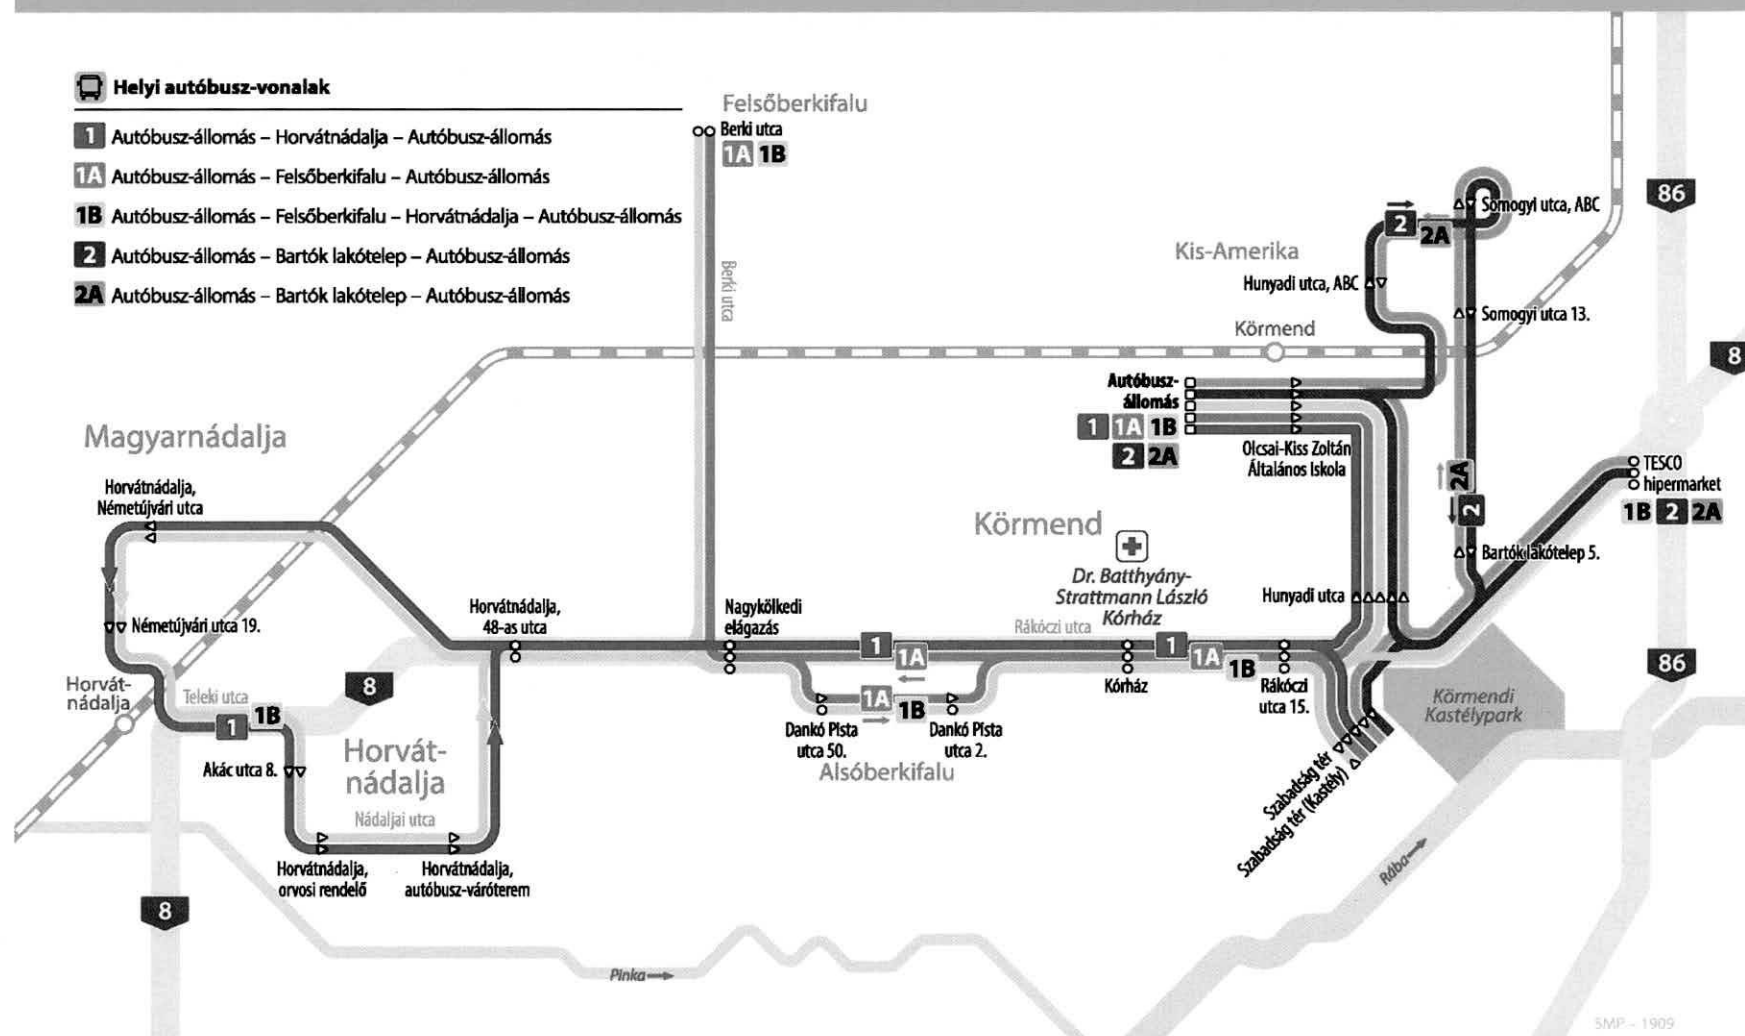 Helyi autóbusz-vonalak
1 Autóbusz-állomás – Horvátnádalja – Autóbusz-állomás
1A Autóbusz-állomás – Felsőberkifalu – Autóbusz-állomás
1B Autóbusz-állomás – Felsőberkifalu – Horvátnádalja – Autóbusz-állomás
2 Autóbusz-állomás – Bartók lakótelep – Autóbusz-állomás
2A Autóbusz-állomás – Bartók lakótelep – Autóbusz-állomás
Felsőberkifalu
Berki utca
1A 1B
Berki utca
86
Somogyi utca, ABC
2
2A
Kis-Amerika
Hunyadi utca, ABC
Somogyi utca 13.
Körmend
8
Autóbusz-
állomás
1 1A 1B
2 2A
Olcsai-Kiss Zoltán
Általános Iskola
Magyarnádalja
Horvátnádalja,
Németújvári utca
2A
2
TESCO
hipermarket
1B 2 2A
Körmend
Dr. Batthyány-
Strattmann László
Kórház
Bartók lakótelep 5.
Hunyadi utca
Németújvári utca 19.
Horvátnádalja,
48-as utca
Nagykölkedi
elágazás
Rákóczi utca
1
1A
1
1A
1B
Kórház
Rákóczi
utca 15.
86
Horvát-
nádalja
Teleki utca
8
1
1B
1A
1B
Dankó Pista
utca 50.
Dankó Pista
utca 2.
Alsóberkifalu
Körmendi
Kastélypark
Akác utca 8.
Horvát-
nádalja
Nádaljai utca
Szabadság tér
Szabadság tér (Kastély)
Horvátnádalja,
orvosi rendelő
Horvátnádalja,
autóbusz-váróterem
Rába
8
Pinka
SMP - 1909